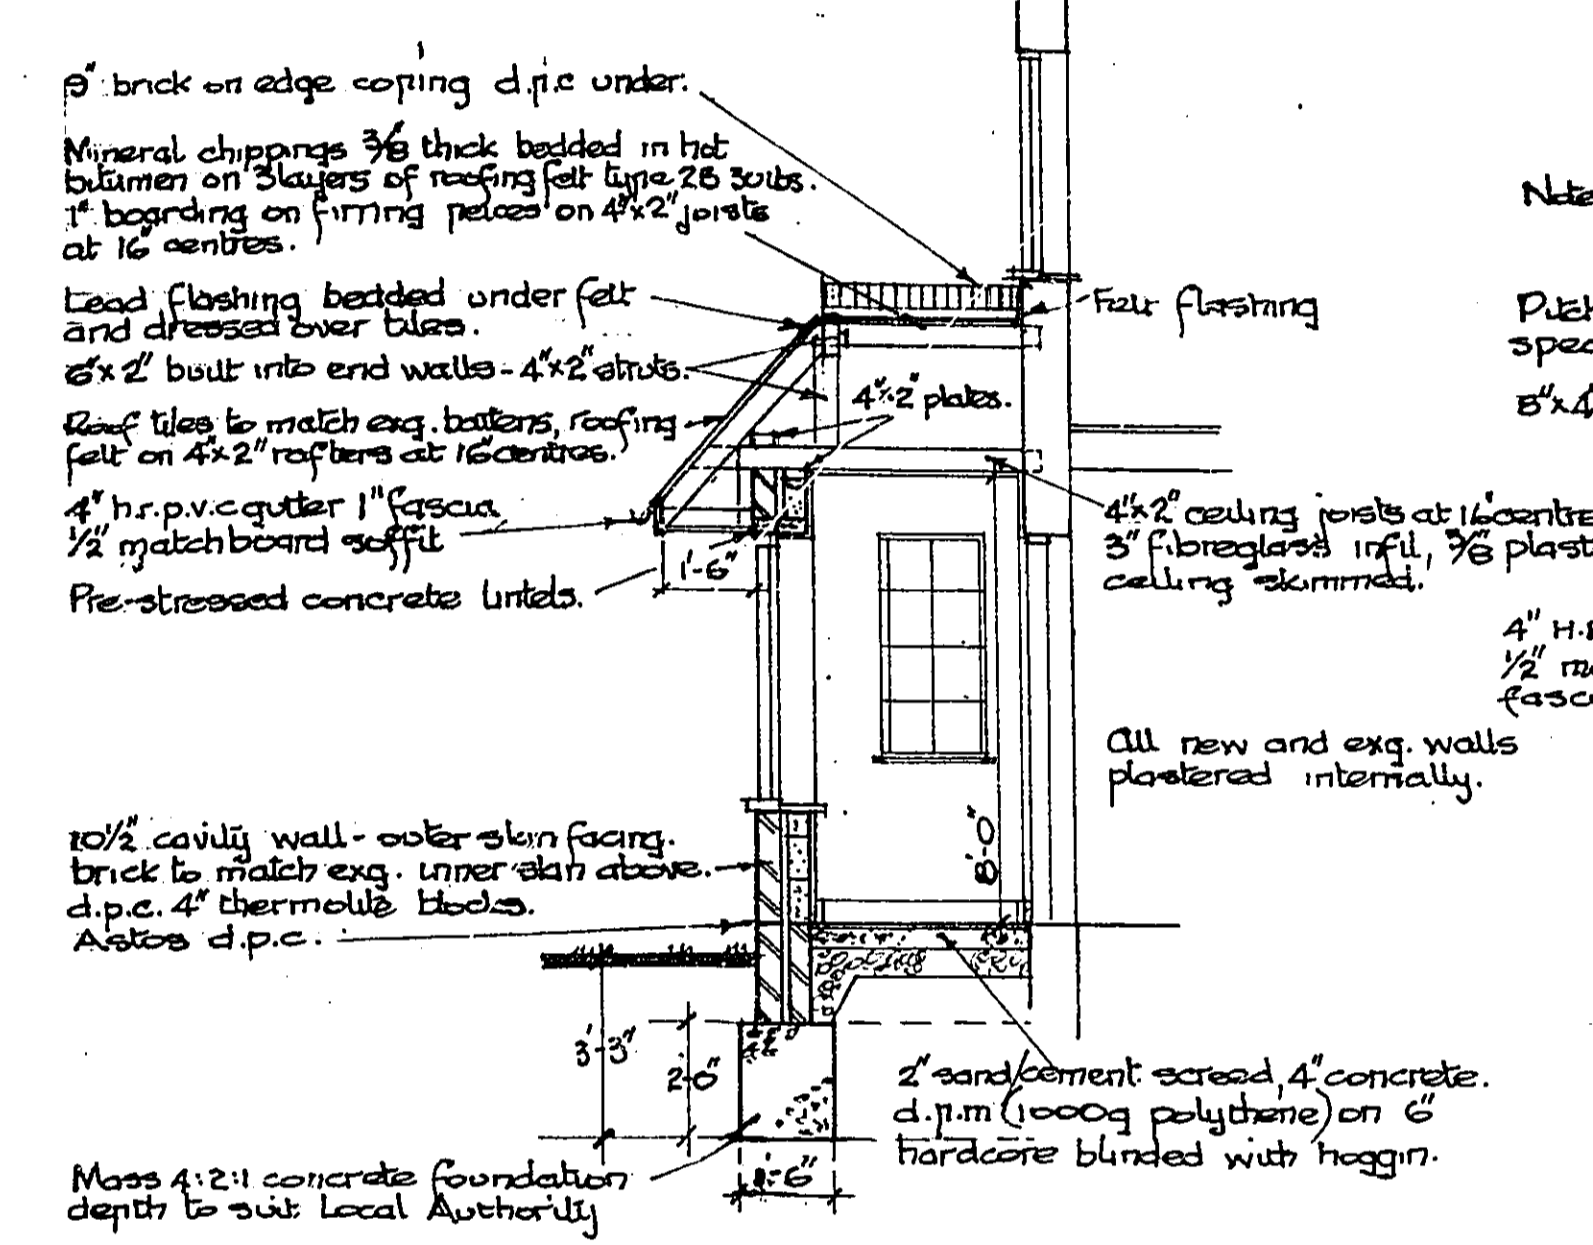 9" brick on edge coping d.p.c under.
Mineral chippings 3/8" thick bedded in hot
bitumen on 3 layers of roofing felt type 2B 30lbs.
1" boarding on firring peices on 4"x2" joists
at 16" centres.
Lead flashing bedded under felt
and dressed over tiles.
6"x2" built into end walls - 4"x2" struts.
Roof tiles to match exg. battens, roofing
felt on 4"x2" rafters at 16" centres.
4" h.r.p.v.c gutter 1" fascia
1/2" matchboard soffit
Pre-stressed concrete lintels.
1'-6"
4"x2" plates.
Felt flashing
4"x2" ceiling joists at 16" centre
3" fibreglass infil, 3/8" plast
ceiling skimmed.
Note
Pitch
spec
8"x4
4" H.
1/2" m
fasc
All new and exg. walls
plastered internally.
8'-0"
10 1/2" cavity wall - outer skin facing.
brick to match exg. inner skin above.
d.p.c. 4" thermolite blocks.
Astos d.p.c.
3'-3"
2'-0"
1'-6"
2" sand/cement screed, 4" concrete.
d.p.m (1000g polythene) on 6"
hardcore blinded with hoggin.
Mass 4:2:1 concrete foundation
depth to suit Local Authority